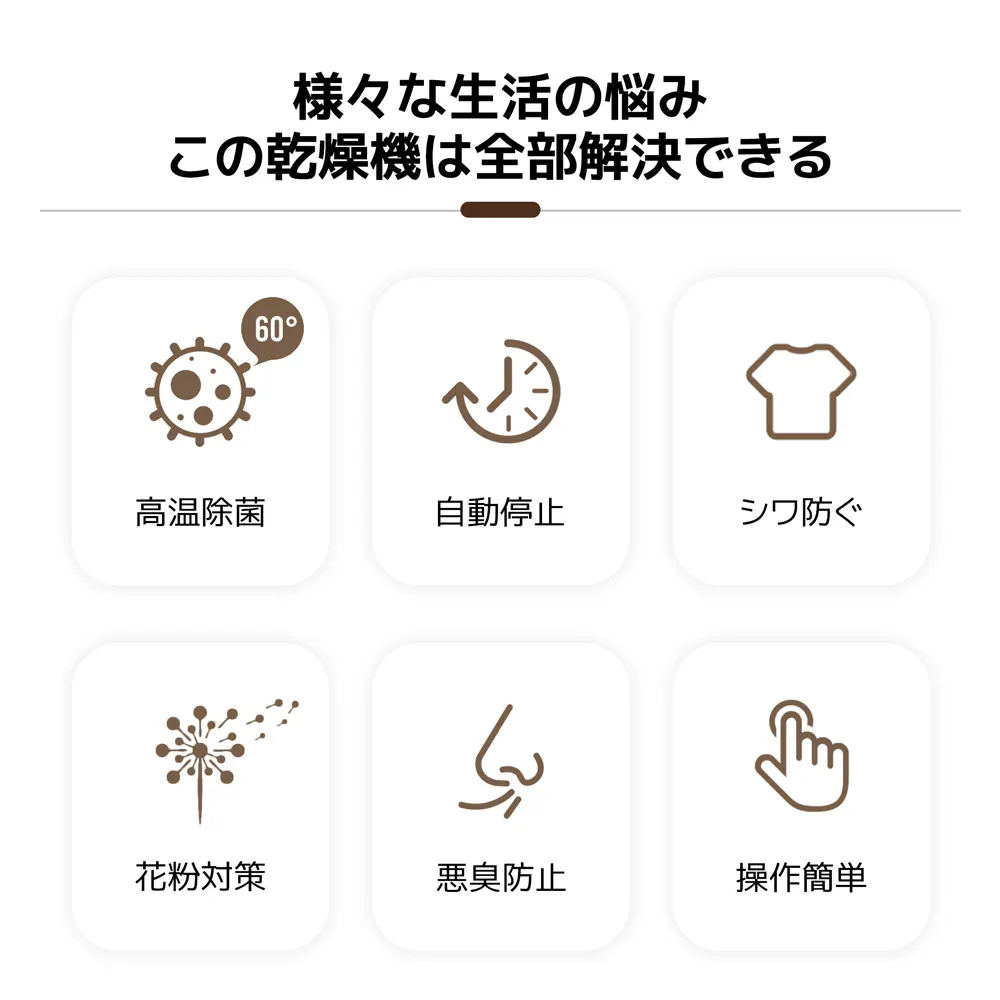 様々な生活の悩み
この乾燥機は全部解決できる
60°
高温除菌
自動停止
シワ防ぐ
花粉対策
悪臭防止
操作簡単